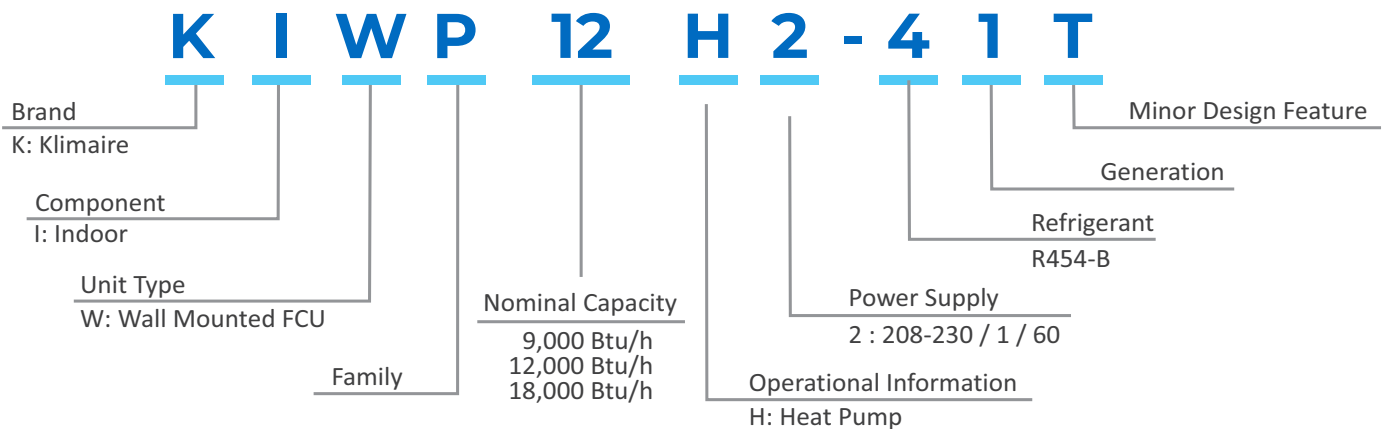 K I W P 12 H 2 - 4 1 T
Brand
K: Klimaire
Minor Design Feature
Component
I: Indoor
Generation
Unit Type
W: Wall Mounted FCU
Refrigerant
R454-B
Family
Nominal Capacity
9,000 Btu/h
12,000 Btu/h
18,000 Btu/h
Power Supply
2 : 208-230 / 1 / 60
Operational Information
H: Heat Pump